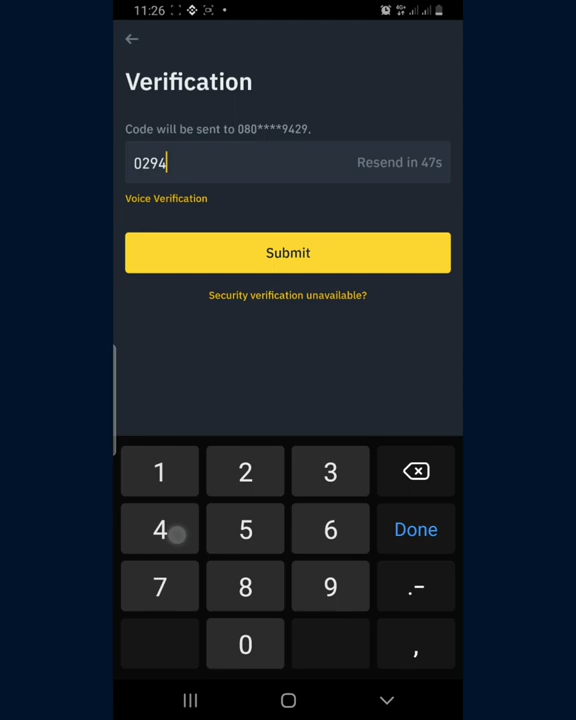 11:26
4G+
Verification
Code will be sent to 080****9429.
0294
Resend in 47s
Voice Verification
Submit
Security verification unavailable?
1 2 3
4 5 6 Done
7 8 9 .-
0 ,